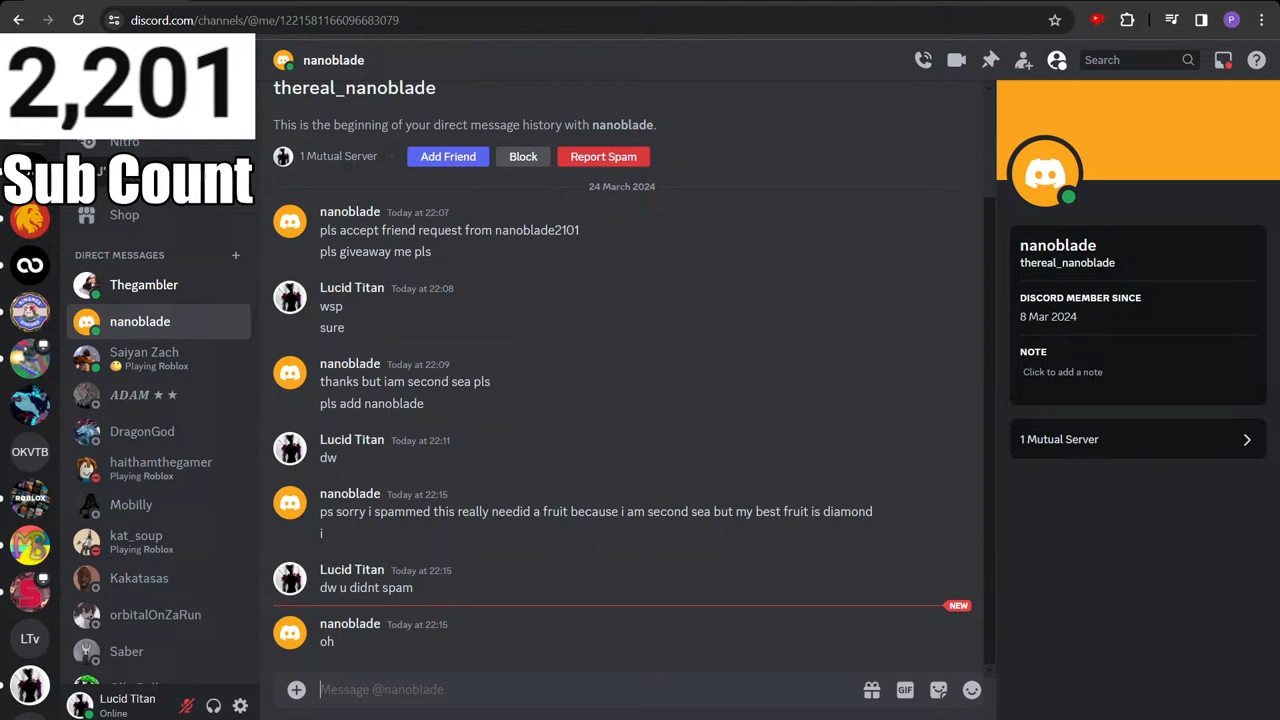 discord.com/channels/@me/1221581166096683079
P
2,201
Sub Count
Nitro
Shop
DIRECT MESSAGES
Thegambler
nanoblade
Saiyan Zach
Playing Roblox
ADAM ★ ★
DragonGod
haithamthegamer
Playing Roblox
Mobilly
kat_soup
Playing Roblox
Kakatasas
orbitalOnZaRun
Saber
OKVTB
ROBLOX
LTv
Lucid Titan
Online
nanoblade
Search
thereal_nanoblade
This is the beginning of your direct message history with nanoblade.
1 Mutual Server
Add Friend
Block
Report Spam
24 March 2024
nanoblade Today at 22:07
pls accept friend request from nanoblade2101
pls giveaway me pls
Lucid Titan Today at 22:08
wsp
sure
nanoblade Today at 22:09
thanks but iam second sea pls
pls add nanoblade
Lucid Titan Today at 22:11
dw
nanoblade Today at 22:15
ps sorry i spammed this really needid a fruit because i am second sea but my best fruit is diamond
i
Lucid Titan Today at 22:15
dw u didnt spam
NEW
nanoblade Today at 22:15
oh
Message @nanoblade
GIF
nanoblade
thereal_nanoblade
DISCORD MEMBER SINCE
8 Mar 2024
NOTE
Click to add a note
1 Mutual Server